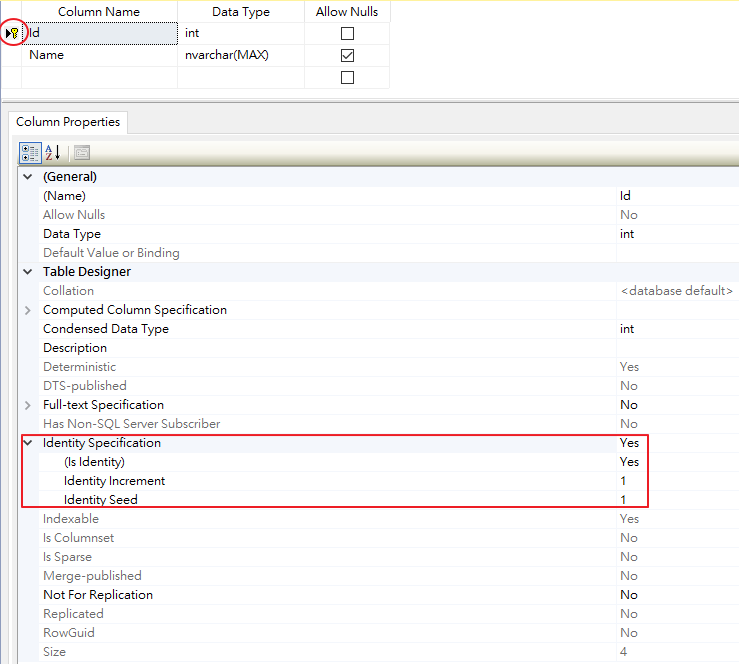 Column Name Data Type Allow Nulls
Id int
Name nvarchar(MAX)
Column Properties
A Z
(General)
(Name) Id
Allow Nulls No
Data Type int
Default Value or Binding
Table Designer
Collation <database default>
Computed Column Specification
Condensed Data Type int
Description
Deterministic Yes
DTS-published No
Full-text Specification No
Has Non-SQL Server Subscriber No
Identity Specification Yes
(Is Identity) Yes
Identity Increment 1
Identity Seed 1
Indexable Yes
Is Columnset No
Is Sparse No
Merge-published No
Not For Replication No
Replicated No
RowGuid No
Size 4